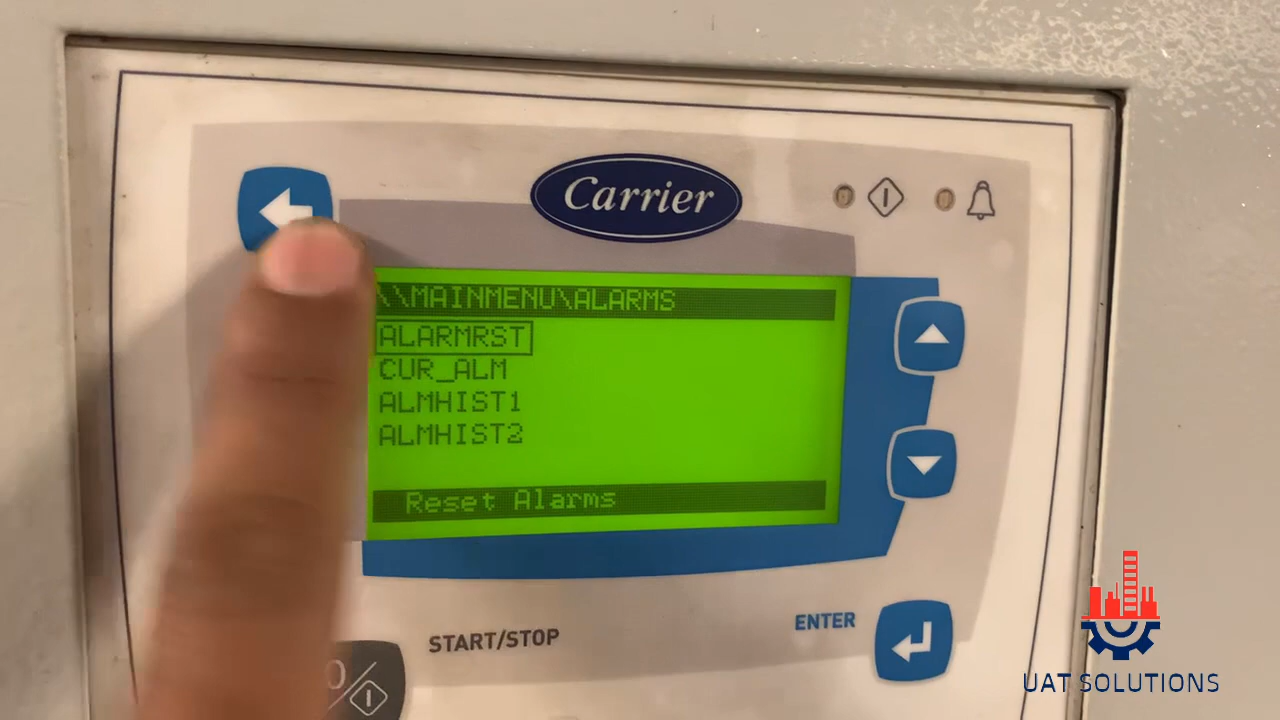 Carrier
\\MAINMENU\ALARMS
ALARMRST
CUR_ALM
ALMHIST1
ALMHIST2
Reset Alarms
START/STOP
ENTER
UAT SOLUTIONS